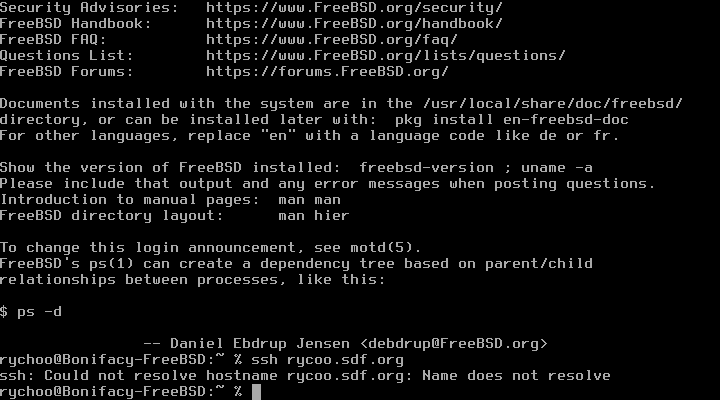 Security Advisories:   https://www.FreeBSD.org/security/
FreeBSD Handbook:      https://www.FreeBSD.org/handbook/
FreeBSD FAQ:           https://www.FreeBSD.org/faq/
Questions List:        https://www.FreeBSD.org/lists/questions/
FreeBSD Forums:        https://forums.FreeBSD.org/

Documents installed with the system are in the /usr/local/share/doc/freebsd/
directory, or can be installed later with:  pkg install en-freebsd-doc
For other languages, replace "en" with a language code like de or fr.

Show the version of FreeBSD installed:  freebsd-version ; uname -a
Please include that output and any error messages when posting questions.
Introduction to manual pages:  man man
FreeBSD directory layout:      man hier

To change this login announcement, see motd(5).
FreeBSD's ps(1) can create a dependency tree based on parent/child
relationships between processes, like this:

$ ps -d

                -- Daniel Ebdrup Jensen <debdrup@FreeBSD.org>
rychoo@Bonifacy-FreeBSD:~ % ssh rycoo.sdf.org
ssh: Could not resolve hostname rycoo.sdf.org: Name does not resolve
rychoo@Bonifacy-FreeBSD:~ %